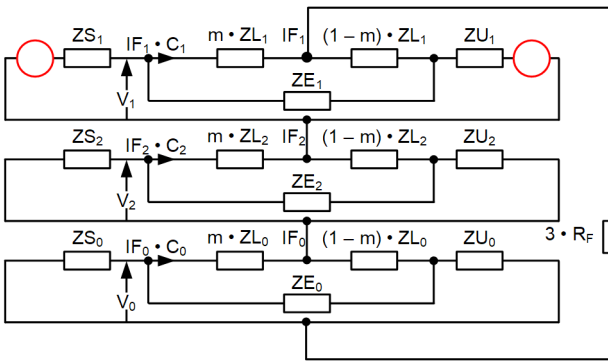 ZS₁ IF₁ • C₁ m • ZL₁ IF₁ (1 – m) • ZL₁ ZU₁
ZE₁
V₁
ZS₂ IF₂ • C₂ m • ZL₂ IF₂ (1 – m) • ZL₂ ZU₂
ZE₂
V₂
ZS₀ IF₀ • C₀ m • ZL₀ IF₀ (1 – m) • ZL₀ ZU₀
3 • R_F
ZE₀
V₀